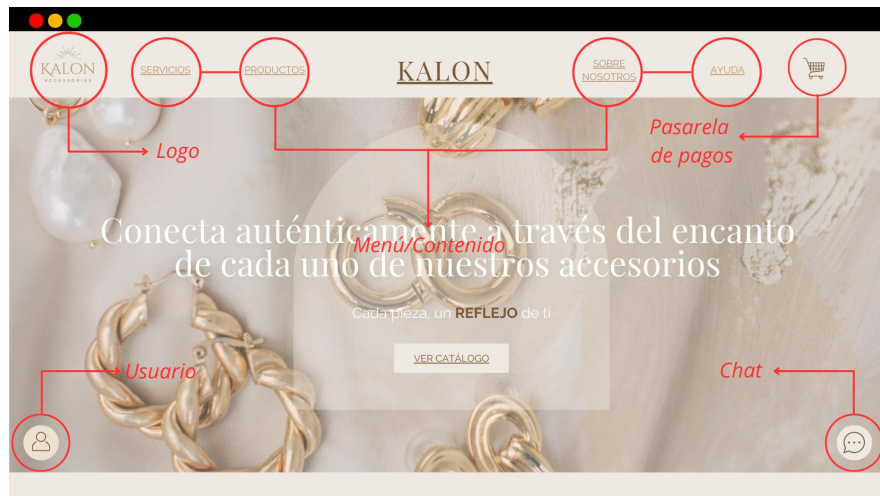 KALON
ACCESSORIES
SERVICIOS
PRODUCTOS
KALON
SOBRE
NOSOTROS
AYUDA
Logo
Pasarela
de pagos
Conecta auténticamente a través del encanto
Menú/Contenido
de cada uno de nuestros accesorios
Cada pieza, un REFLEJO de ti
VER CATÁLOGO
Usuario
Chat